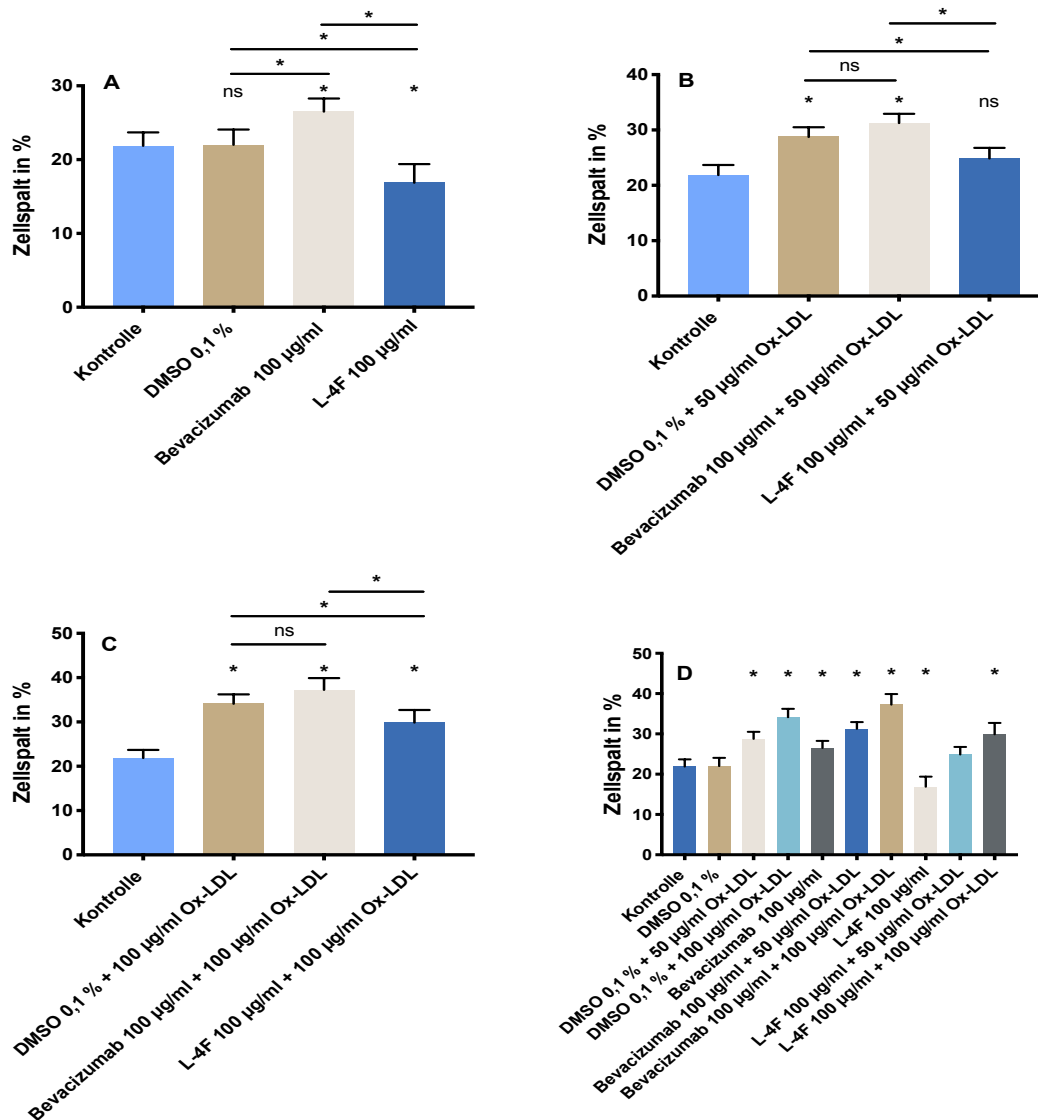 *
*
*
A
ns
*
*
30
20
10
0
Zellspalt in %
Kontrolle
DMSO 0,1 %
Bevacizumab 100 µg/ml
L-4F 100 µg/ml
*
*
ns
B
*
*
ns
40
30
20
10
0
Zellspalt in %
Kontrolle
DMSO 0,1 % + 50 µg/ml Ox-LDL
Bevacizumab 100 µg/ml + 50 µg/ml Ox-LDL
L-4F 100 µg/ml + 50 µg/ml Ox-LDL
*
*
ns
C
*
*
*
50
40
30
20
10
0
Zellspalt in %
Kontrolle
DMSO 0,1 % + 100 µg/ml Ox-LDL
Bevacizumab 100 µg/ml + 100 µg/ml Ox-LDL
L-4F 100 µg/ml + 100 µg/ml Ox-LDL
D
*
*
*
*
*
*
*
50
40
30
20
10
0
Zellspalt in %
Kontrolle
DMSO 0,1 %
DMSO 0,1 % + 50 µg/ml Ox-LDL
DMSO 0,1 % + 100 µg/ml Ox-LDL
Bevacizumab 100 µg/ml
Bevacizumab 100 µg/ml + 50 µg/ml Ox-LDL
Bevacizumab 100 µg/ml + 100 µg/ml Ox-LDL
L-4F 100 µg/ml
L-4F 100 µg/ml + 50 µg/ml Ox-LDL
L-4F 100 µg/ml + 100 µg/ml Ox-LDL